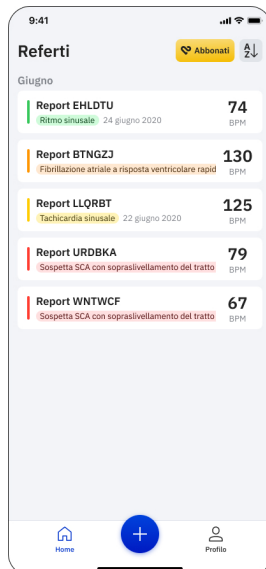 9:41
Referti
Abbonati
A
Z
Giugno
Report EHLDTU
74
Ritmo sinusale 24 giugno 2020
BPM
Report BTNGZJ
130
Fibrillazione atriale a risposta ventricolare rapid
BPM
Report LLQRBT
125
Tachicardia sinusale 22 giugno 2020
BPM
Report URDBKA
79
Sospetta SCA con sopraslivellamento del tratto
BPM
Report WNTWCF
67
Sospetta SCA con sopraslivellamento del tratto
BPM
Home
Profilo